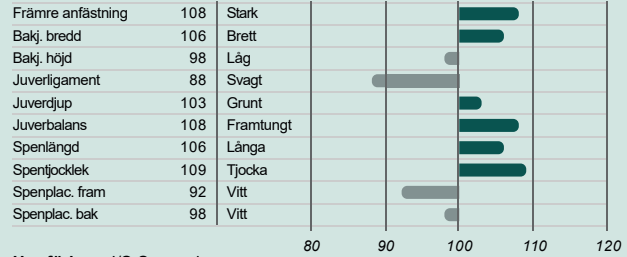 Främre anfästning 108 Stark
Bakj. bredd 106 Brett
Bakj. höjd 98 Låg
Juverligament 88 Svagt
Juverdjup 103 Grunt
Juverbalans 108 Framtungt
Spenlängd 106 Långa
Spentjocklek 109 Tjocka
Spenplac. fram 92 Vitt
Spenplac. bak 98 Vitt
80 90 100 110 120